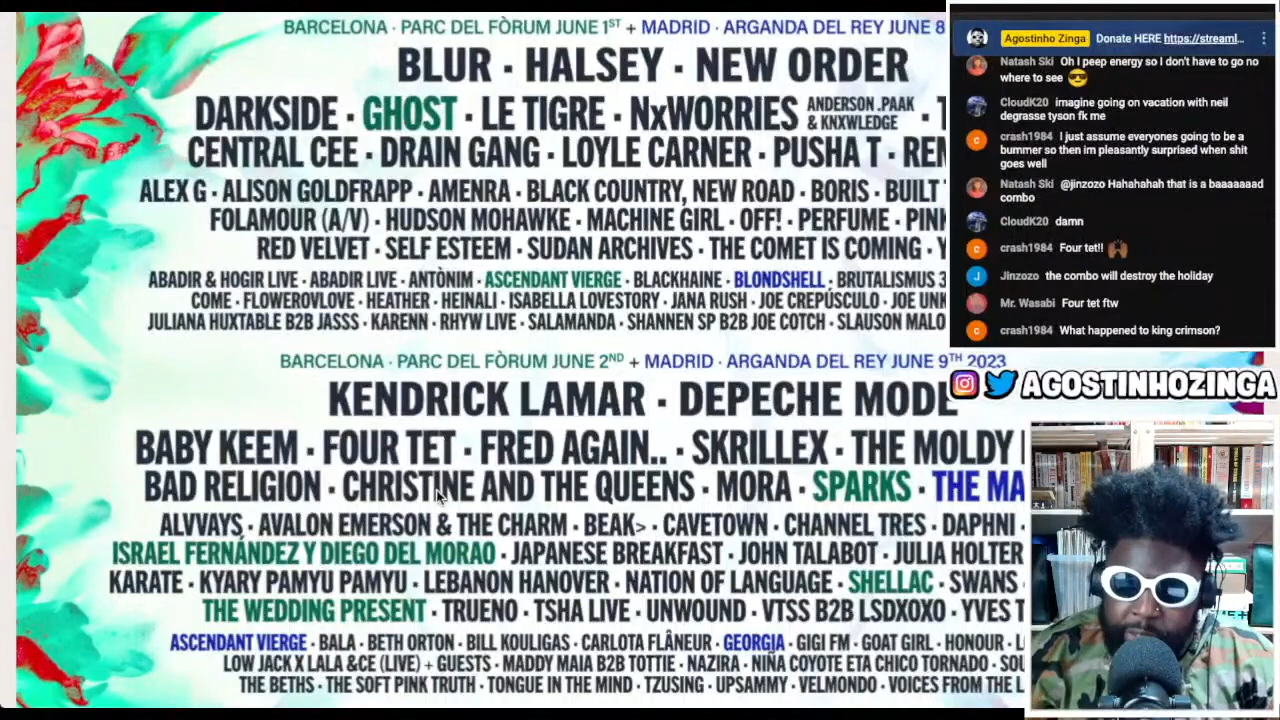 BARCELONA · PARC DEL FÒRUM JUNE 1ST + MADRID · ARGANDA DEL REY JUNE 8
BLUR · HALSEY · NEW ORDER
DARKSIDE · GHOST · LE TIGRE · NxWORRIES ANDERSON .PAAK & KNXWLEDGE ·
CENTRAL CEE · DRAIN GANG · LOYLE CARNER · PUSHA T ·
ALEX G · ALISON GOLDFRAPP · AMENRA · BLACK COUNTRY, NEW ROAD · BORIS · BUILT
FOLAMOUR (A/V) · HUDSON MOHAWKE · MACHINE GIRL · OFF! · PERFUME ·
RED VELVET · SELF ESTEEM · SUDAN ARCHIVES · THE COMET IS COMING ·
ABADIR & HOGIR LIVE · ABADIR LIVE · ANTÒNIM · ASCENDANT VIERGE · BLACKHAINE · BLONDSHELL · BRUTALISMUS 3
COME · FLOWEROVLOVE · HEATHER · HEINALI · ISABELLA LOVESTORY · JANA RUSH · JOE CREPÚSCULO · JOE UNK
JULIANA HUXTABLE B2B JASSS · KARENN · RHYW LIVE · SALAMANDA · SHANNEN SP B2B JOE COTCH · SLAUSON MALO
BARCELONA · PARC DEL FÒRUM JUNE 2ND + MADRID · ARGANDA DEL REY JUNE 9TH 2023
KENDRICK LAMAR · DEPECHE MODE
BABY KEEM · FOUR TET · FRED AGAIN.. · SKRILLEX · THE MOLDY
BAD RELIGION · CHRISTINE AND THE QUEENS · MORA · SPARKS · THE MA
ALVVAYS · AVALON EMERSON & THE CHARM · BEAK> · CAVETOWN · CHANNEL TRES · DAPHNI ·
ISRAEL FERNÁNDEZ Y DIEGO DEL MORAO · JAPANESE BREAKFAST · JOHN TALABOT · JULIA HOLTER
KARATE · KYARY PAMYU PAMYU · LEBANON HANOVER · NATION OF LANGUAGE · SHELLAC · SWANS
THE WEDDING PRESENT · TRUENO · TSHA LIVE · UNWOUND · VTSS B2B LSDXOXO · YVES T
ASCENDANT VIERGE · BALA · BETH ORTON · BILL KOULIGAS · CARLOTA FLÂNEUR · GEORGIA · GIGI FM · GOAT GIRL · HONOUR ·
LOW JACK X LALA &CE (LIVE) + GUESTS · MADDY MAIA B2B TOTTIE · NAZIRA · NIÑA COYOTE ETA CHICO TORNADO · SOU
THE BETHS · THE SOFT PINK TRUTH · TONGUE IN THE MIND · TZUSING · UPSAMMY · VELMONDO · VOICES FROM THE L
Agostinho Zinga Donate HERE https://streaml...
Natash Ski Oh I peep energy so I don't have to go no
where to see
CloudK20 imagine going on vacation with neil
degrasse tyson fk me
crash1984 I just assume everyones going to be a
bummer so then im pleasantly surprised when shit
goes well
Natash Ski @jinzozo Hahahahah that is a baaaaaaad
combo
CloudK20 damn
crash1984 Four tet!!
Jinzozo the combo will destroy the holiday
Mr. Wasabi Four tet ftw
crash1984 What happened to king crimson?
AGOSTINHOZINGA